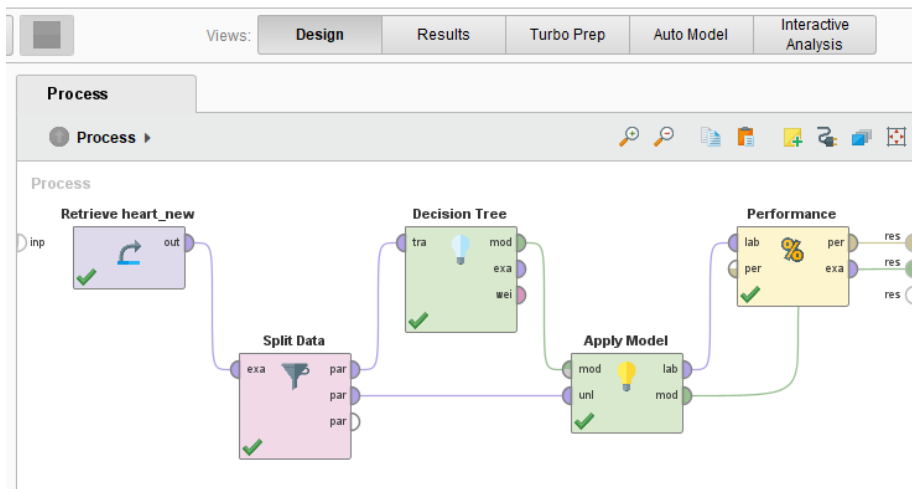 Views: Design Results Turbo Prep Auto Model Interactive Analysis
Process
Process
Process
Retrieve heart_new
inp
out
Decision Tree
tra mod
exa
wei
Performance
lab per res
per exa res
res
Split Data
exa par
par
par
Apply Model
mod lab
unl mod
%